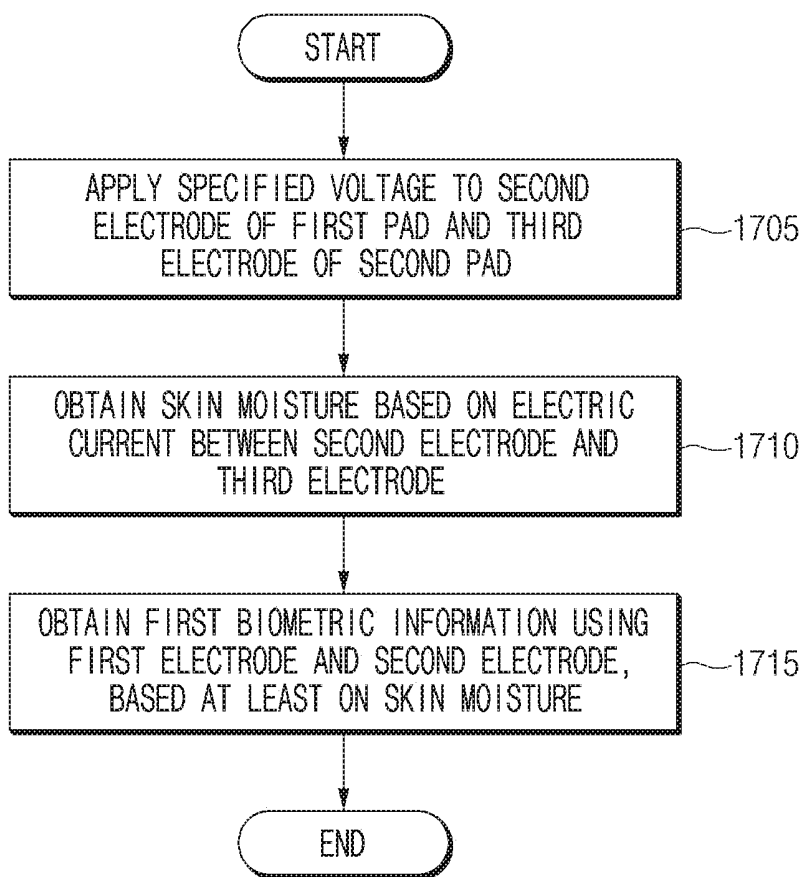 START
APPLY SPECIFIED VOLTAGE TO SECOND
ELECTRODE OF FIRST PAD AND THIRD
ELECTRODE OF SECOND PAD
1705
OBTAIN SKIN MOISTURE BASED ON ELECTRIC
CURRENT BETWEEN SECOND ELECTRODE AND
THIRD ELECTRODE
1710
OBTAIN FIRST BIOMETRIC INFORMATION USING
FIRST ELECTRODE AND SECOND ELECTRODE,
BASED AT LEAST ON SKIN MOISTURE
1715
END